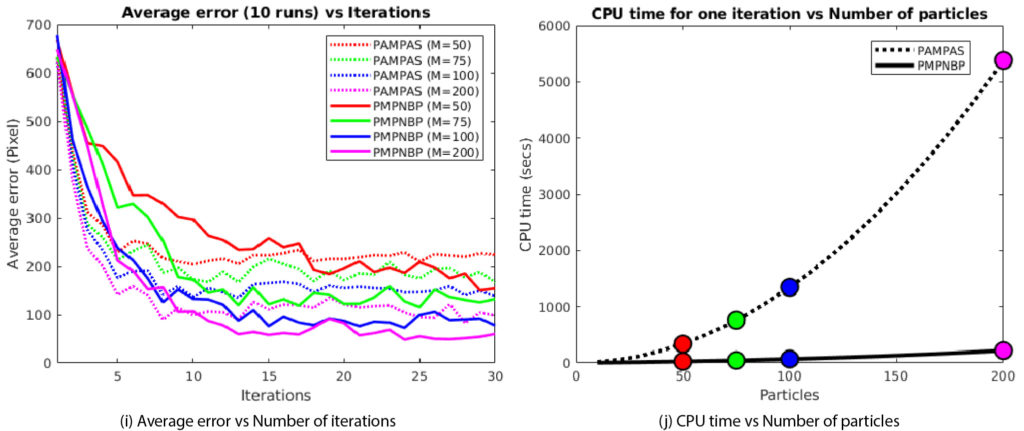 Average error (10 runs) vs Iterations
Average error (Pixel)
700
600
500
400
300
200
100
0
5
10
15
20
25
30
Iterations
PAMPAS (M=50)
PAMPAS (M=75)
PAMPAS (M=100)
PAMPAS (M=200)
PMPNBP (M=50)
PMPNBP (M=75)
PMPNBP (M=100)
PMPNBP (M=200)
(i) Average error vs Number of iterations
CPU time for one iteration vs Number of particles
CPU time (secs)
6000
5000
4000
3000
2000
1000
0
0
50
100
150
200
Particles
PAMPAS
PMPNBP
(j) CPU time vs Number of particles